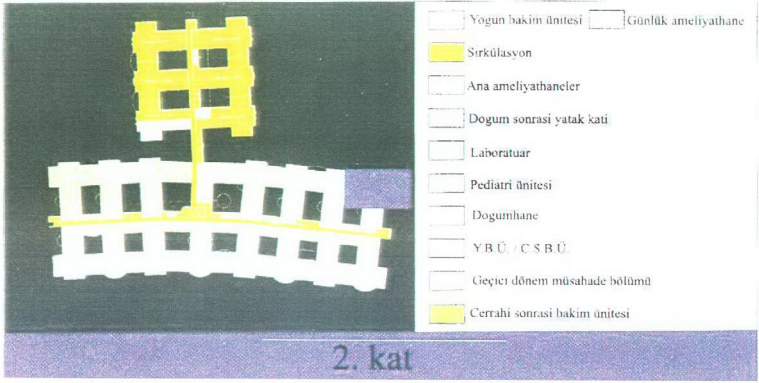 Yogun bakim ünitesi Günlük ameliyathane
Sirkülasyon
Ana ameliyathaneler
Dogum sonrasi yatak kati
Laboratuar
Pediatri ünitesi
Dogumhane
Y.B.Ü. / C.S.B.Ü.
Geçici dönem müsahade bölümü
Cerrahi sonrasi bakim ünitesi
2. kat